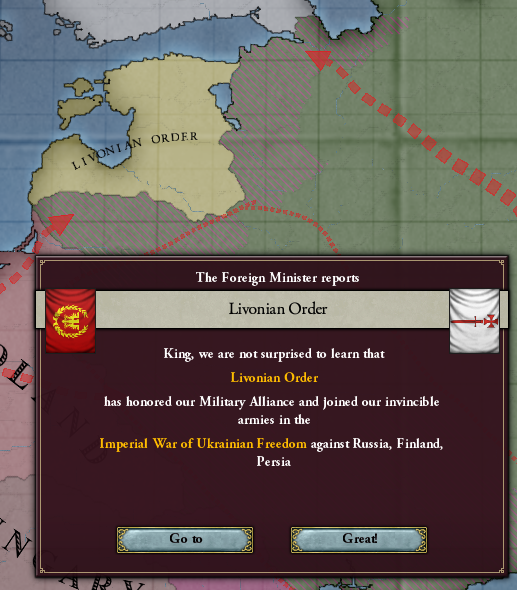 LIVONIAN ORDER
The Foreign Minister reports
Livonian Order
King, we are not surprised to learn that
Livonian Order
has honored our Military Alliance and joined our invincible
armies in the
Imperial War of Ukrainian Freedom against Russia, Finland,
Persia
Go to
Great!